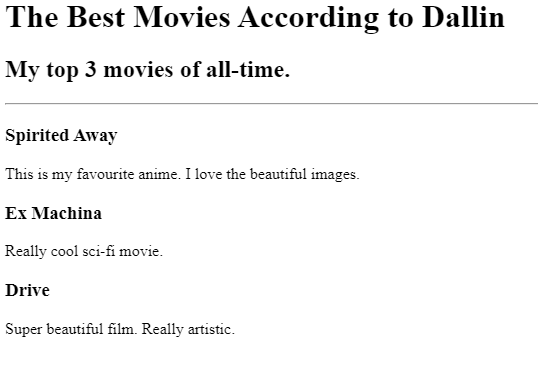 The Best Movies According to Dallin
My top 3 movies of all-time.
Spirited Away
This is my favourite anime. I love the beautiful images.
Ex Machina
Really cool sci-fi movie.
Drive
Super beautiful film. Really artistic.